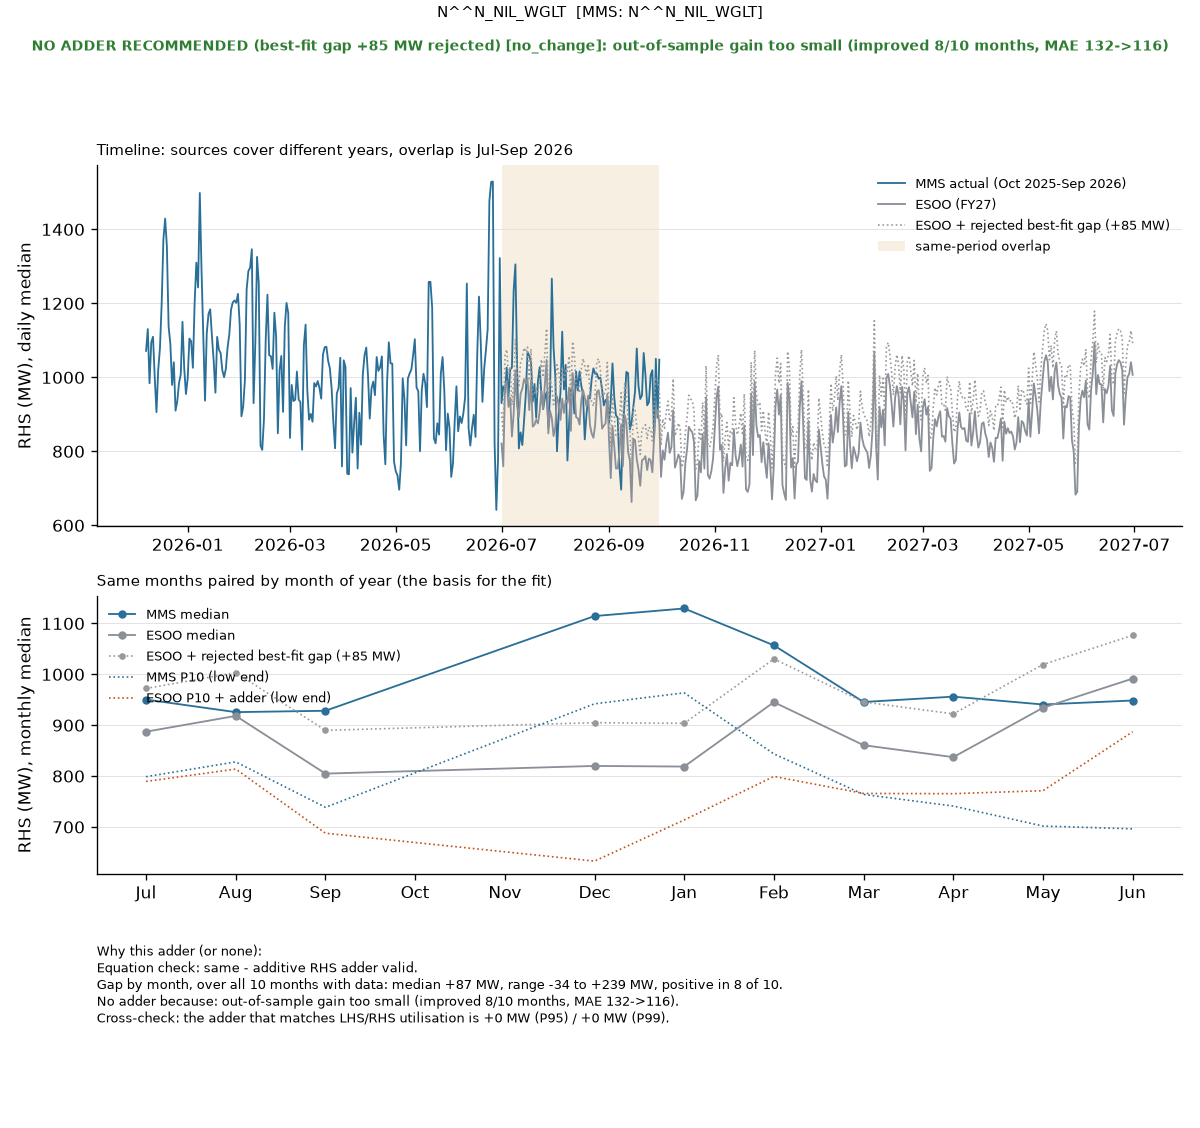 N^^N_NIL_WGLT  [MMS: N^^N_NIL_WGLT]
NO ADDER RECOMMENDED (best-fit gap +85 MW rejected) [no_change]: out-of-sample gain too small (improved 8/10 months, MAE 132->116)
Timeline: sources cover different years, overlap is Jul-Sep 2026
RHS (MW), daily median
1400
1200
1000
800
600
MMS actual (Oct 2025-Sep 2026)
ESOO (FY27)
ESOO + rejected best-fit gap (+85 MW)
same-period overlap
2026-01 2026-03 2026-05 2026-07 2026-09 2026-11 2027-01 2027-03 2027-05 2027-07
Same months paired by month of year (the basis for the fit)
RHS (MW), monthly median
1100
1000
900
800
700
MMS median
ESOO median
ESOO + rejected best-fit gap (+85 MW)
MMS P10 (low end)
ESOO P10 + adder (low end)
Jul Aug Sep Oct Nov Dec Jan Feb Mar Apr May Jun
Why this adder (or none):
Equation check: same - additive RHS adder valid.
Gap by month, over all 10 months with data: median +87 MW, range -34 to +239 MW, positive in 8 of 10.
No adder because: out-of-sample gain too small (improved 8/10 months, MAE 132->116).
Cross-check: the adder that matches LHS/RHS utilisation is +0 MW (P95) / +0 MW (P99).